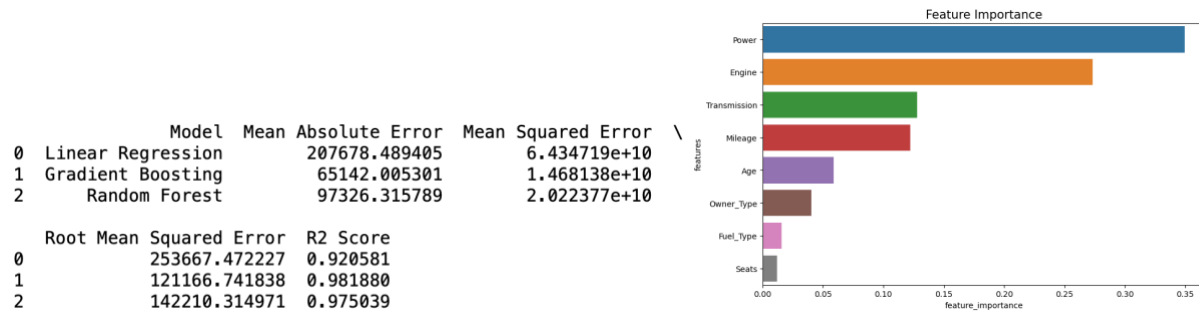 Model  Mean Absolute Error  Mean Squared Error  \
0  Linear Regression  207678.489405  6.434719e+10
1  Gradient Boosting  65142.005301  1.468138e+10
2  Random Forest  97326.315789  2.022377e+10
Root Mean Squared Error  R2 Score
0  253667.472227  0.920581
1  121166.741838  0.981880
2  142210.314971  0.975039
Feature Importance
Power
Engine
Transmission
Mileage
Age
Owner_Type
Fuel_Type
Seats
features
0.00 0.05 0.10 0.15 0.20 0.25 0.30 0.35
feature_importance